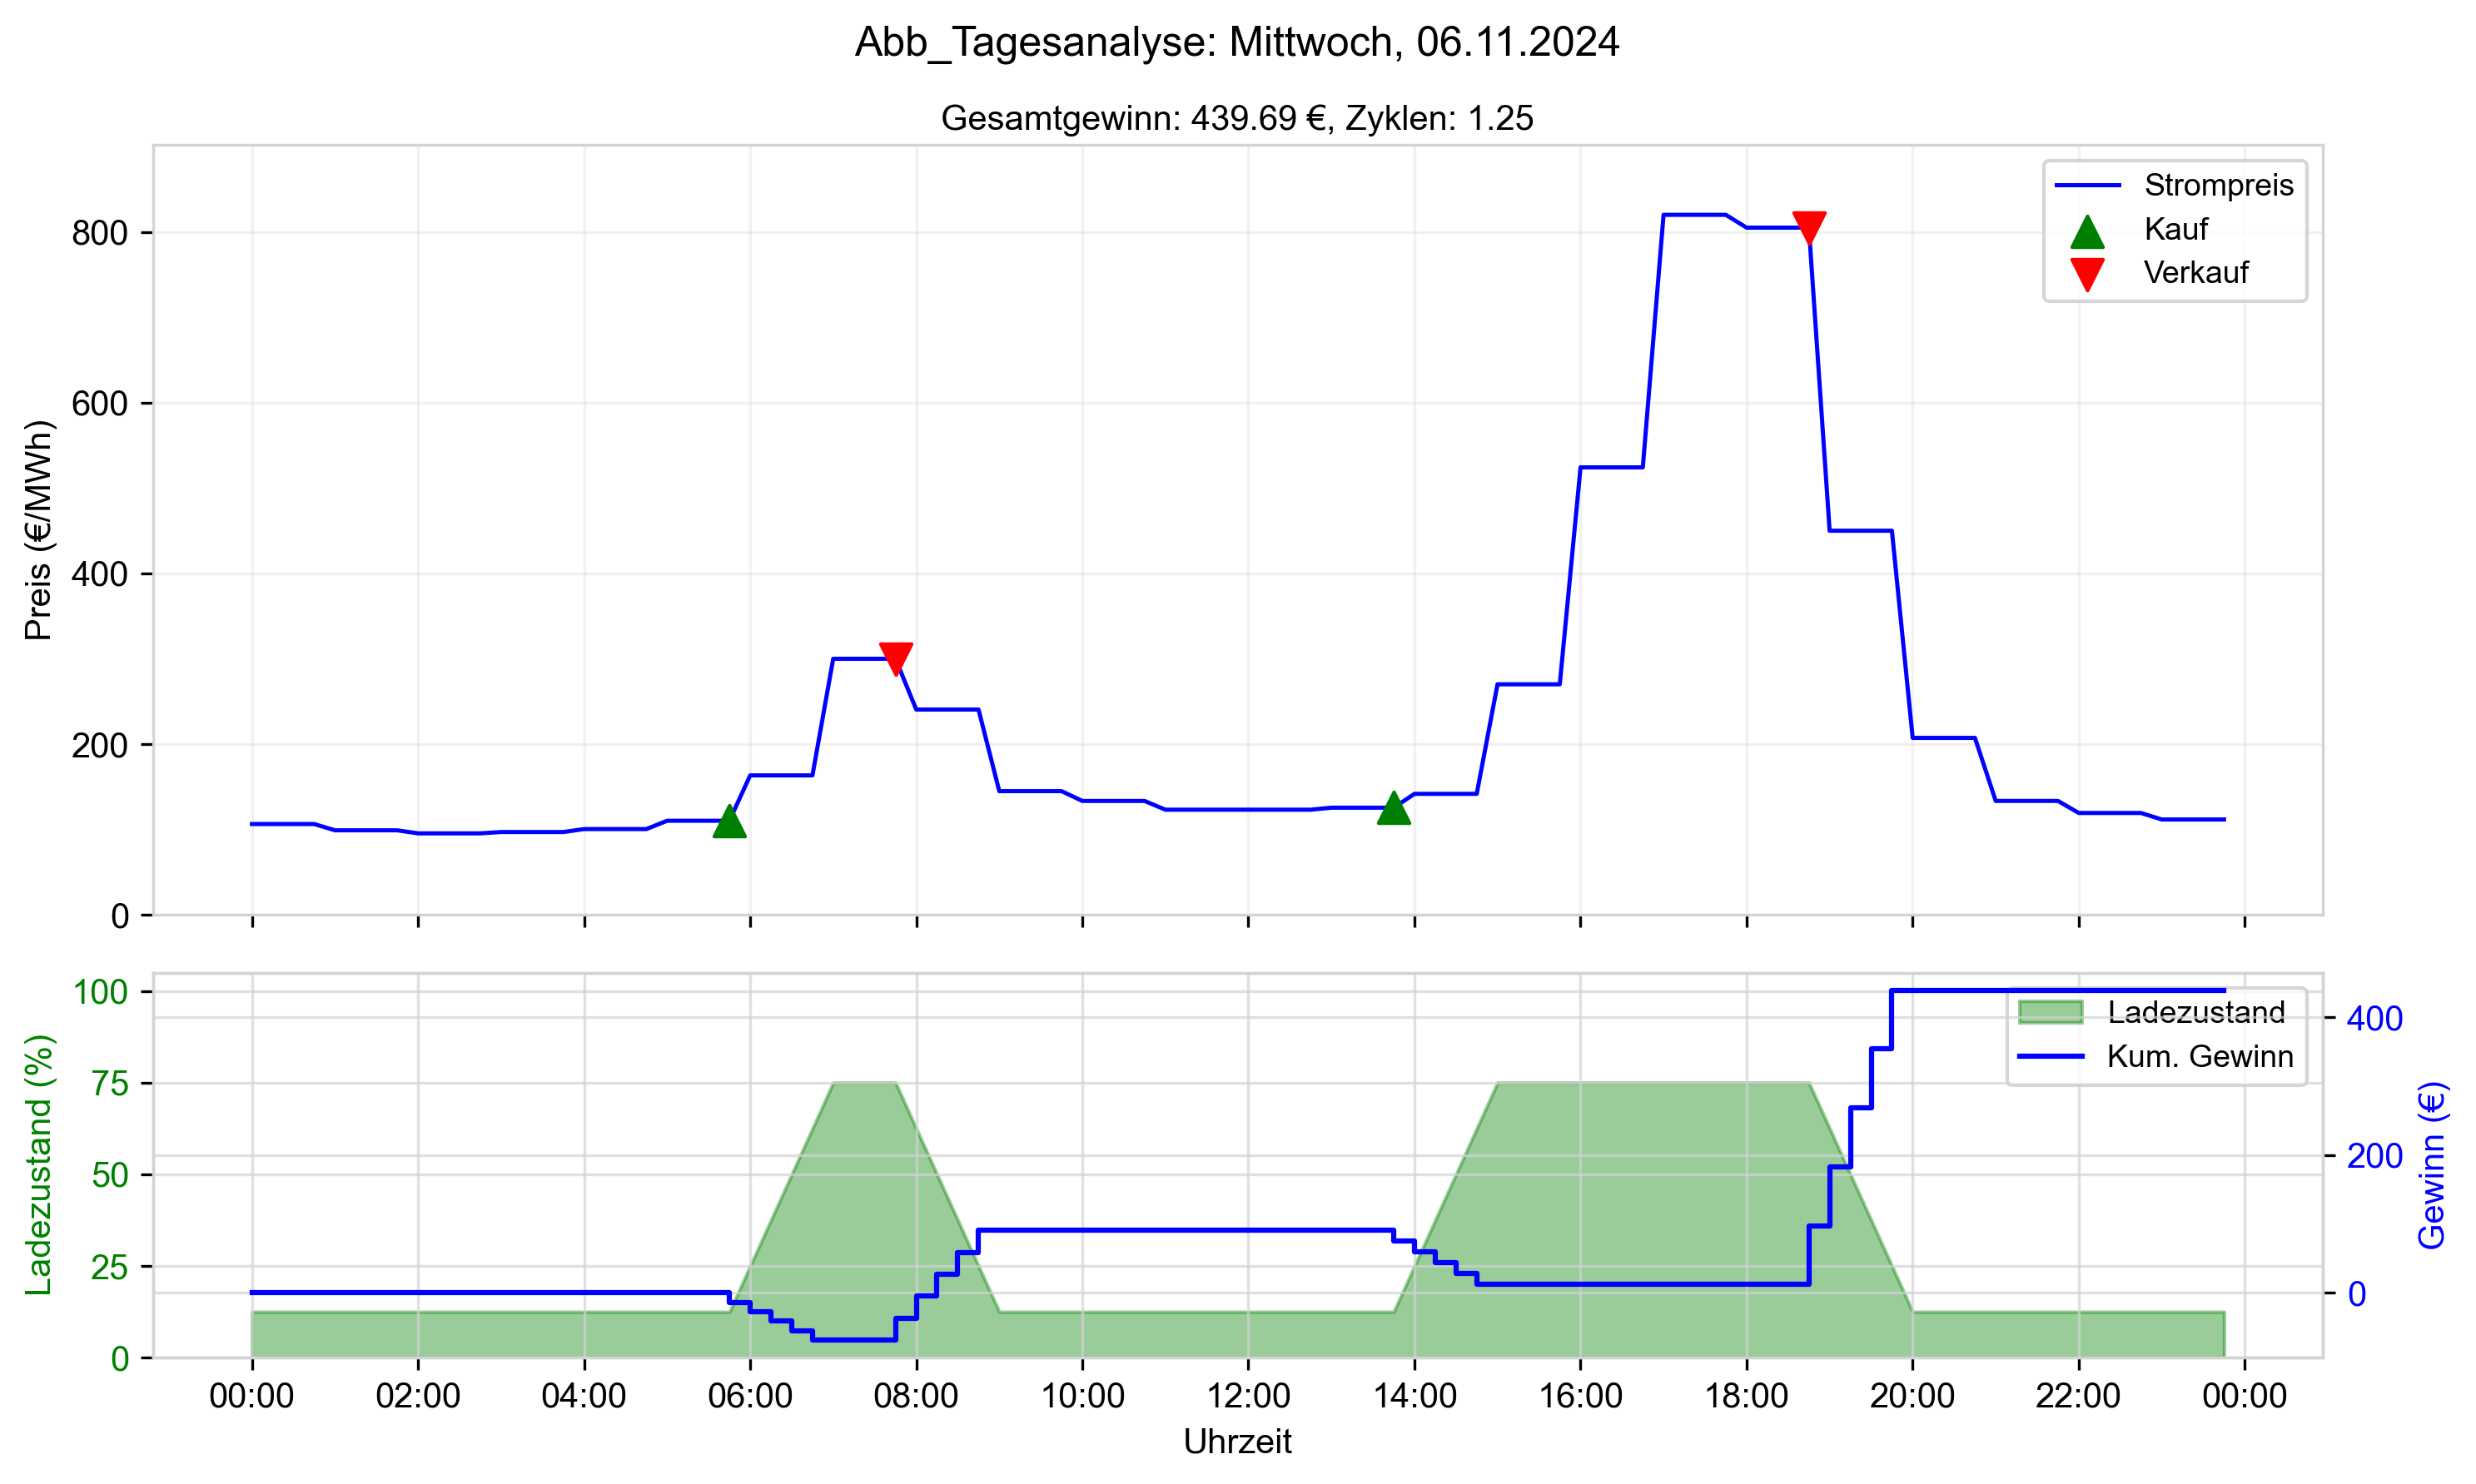 Abb_Tagesanalyse: Mittwoch, 06.11.2024
Gesamtgewinn: 439.69 €, Zyklen: 1.25
Preis (€/MWh)
800
600
400
200
0
Strompreis
Kauf
Verkauf
Ladezustand (%)
100
75
50
25
0
Ladezustand
Kum. Gewinn
400
200
0
Gewinn (€)
00:00 02:00 04:00 06:00 08:00 10:00 12:00 14:00 16:00 18:00 20:00 22:00 00:00
Uhrzeit